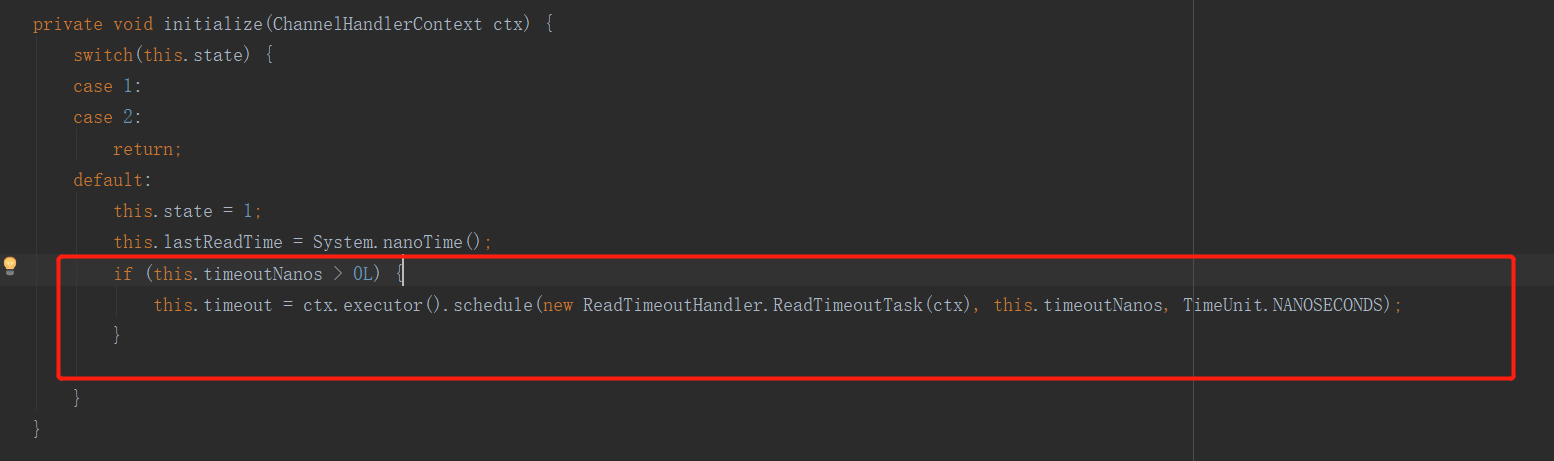 private void initialize(ChannelHandlerContext ctx) {
switch(this.state) {
case 1:
case 2:
return;
default:
this.state = 1;
this.lastReadTime = System.nanoTime();
if (this.timeoutNanos > 0L) {
this.timeout = ctx.executor().schedule(new ReadTimeoutHandler.ReadTimeoutTask(ctx), this.timeoutNanos, TimeUnit.NANOSECONDS);
}
}
}